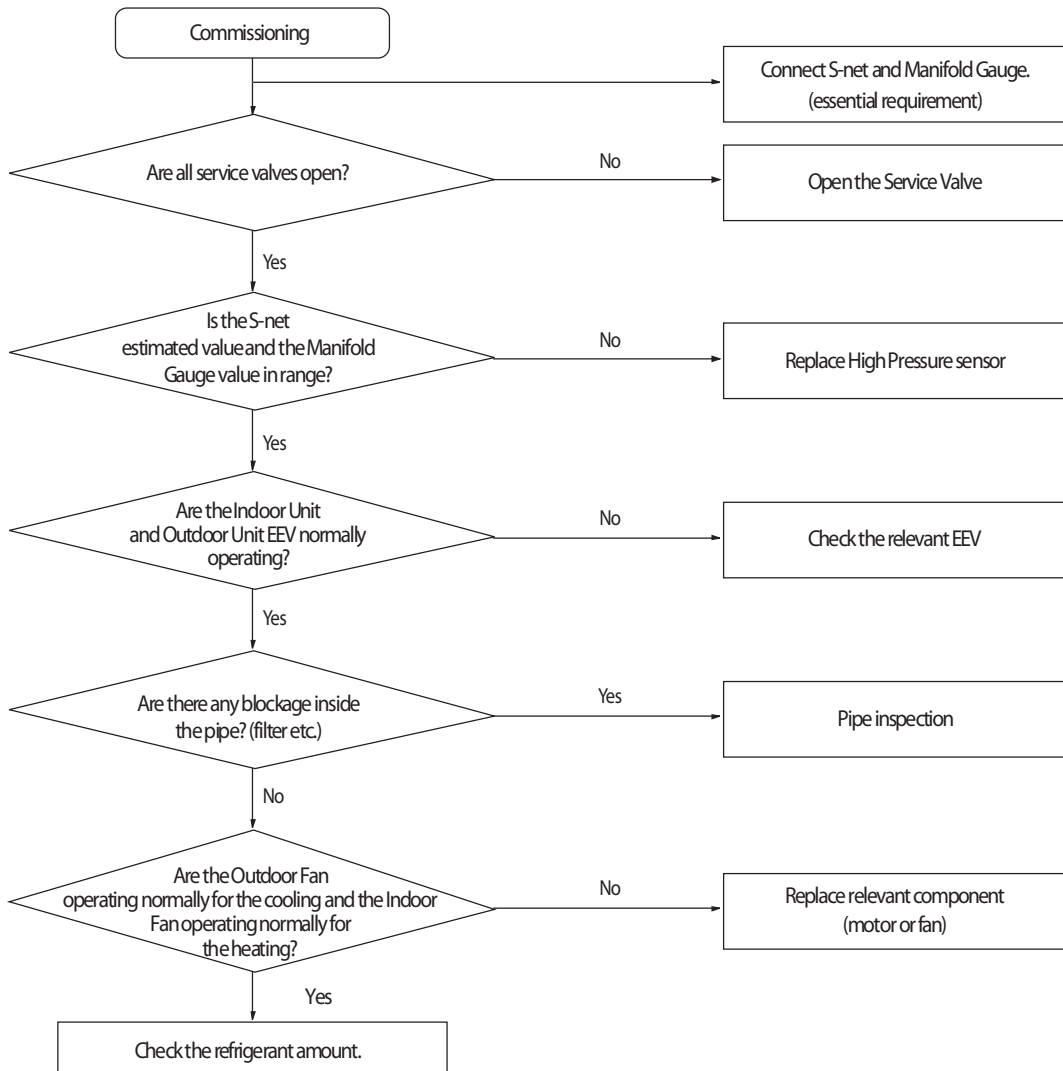 Commissioning
Connect S-net and Manifold Gauge.
(essential requirement)
Are all service valves open?
No
Open the Service Valve
Yes
Is the S-net
estimated value and the Manifold
Gauge value in range?
No
Replace High Pressure sensor
Yes
Are the Indoor Unit
and Outdoor Unit EEV normally
operating?
No
Check the relevant EEV
Yes
Are there any blockage inside
the pipe? (filter etc.)
Yes
Pipe inspection
No
Are the Outdoor Fan
operating normally for the cooling and the Indoor
Fan operating normally for
the heating?
No
Replace relevant component
(motor or fan)
Yes
Check the refrigerant amount.